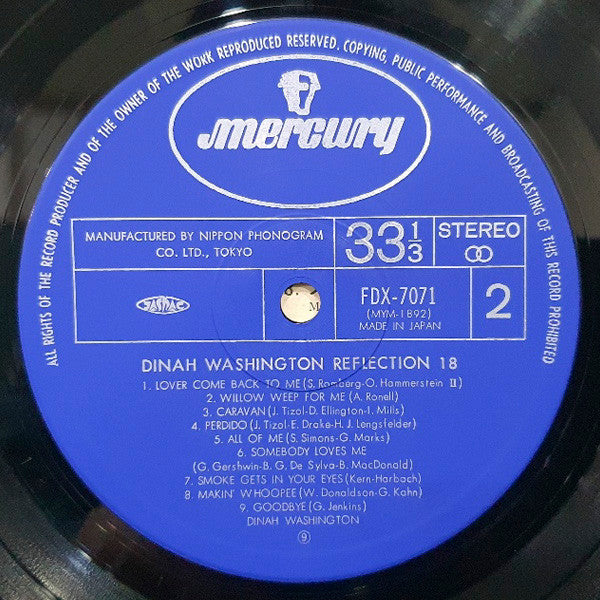 ALL RIGHTS OF THE RECORD PRODUCER AND OF THE OWNER OF THE WORK REPRODUCED RESERVED. COPYING, PUBLIC PERFORMANCE AND BROADCASTING OF THIS RECORD PROHIBITED
mercury
MANUFACTURED BY NIPPON PHONOGRAM
CO. LTD., TOKYO
33 1/3
STEREO
JASRAC
FDX-7071
(MYM-1892)
MADE IN JAPAN
2
M
DINAH WASHINGTON REFLECTION 18
1. LOVER COME BACK TO ME (S. Romberg-O. Hammerstein II)
2. WILLOW WEEP FOR ME (A. Ronell)
3. CARAVAN (J. Tizol-D. Ellington-I. Mills)
4. PERDIDO (J. Tizol-E. Drake-H. J. Lengsfelder)
5. ALL OF ME (S. Simons-G. Marks)
6. SOMEBODY LOVES ME
(G. Gershwin-B. G. De Sylva-B. MacDonald)
7. SMOKE GETS IN YOUR EYES (Kern-Harbach)
8. MAKIN' WHOOPEE (W. Donaldson-G. Kahn)
9. GOODBYE (G. Jenkins)
DINAH WASHINGTON
⑨